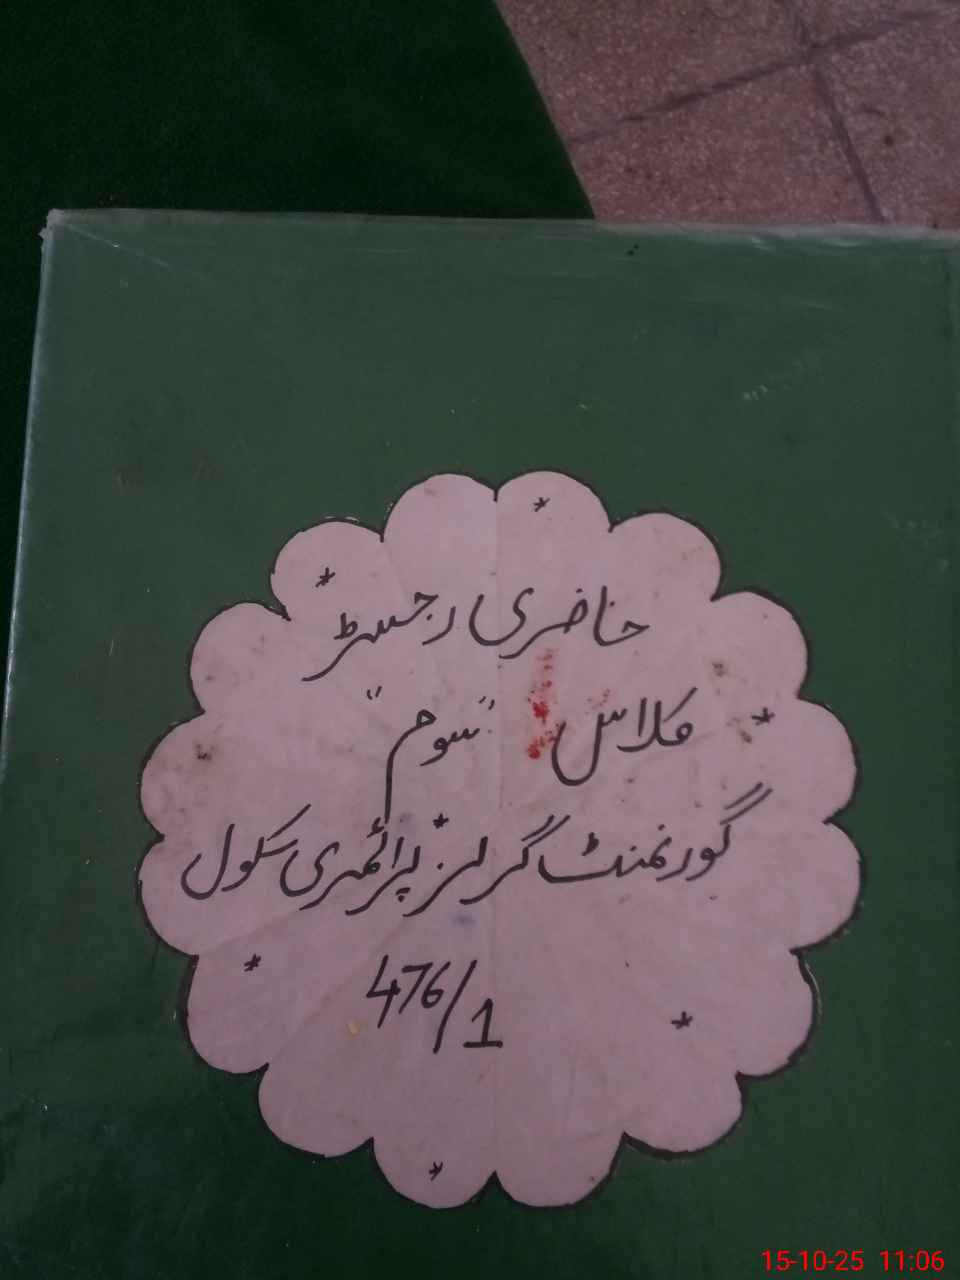 حاضری رجسٹر
کلاس "سوم"
گورنمنٹ گرلز پرائمری سکول
476/1
15-10-25 11:06